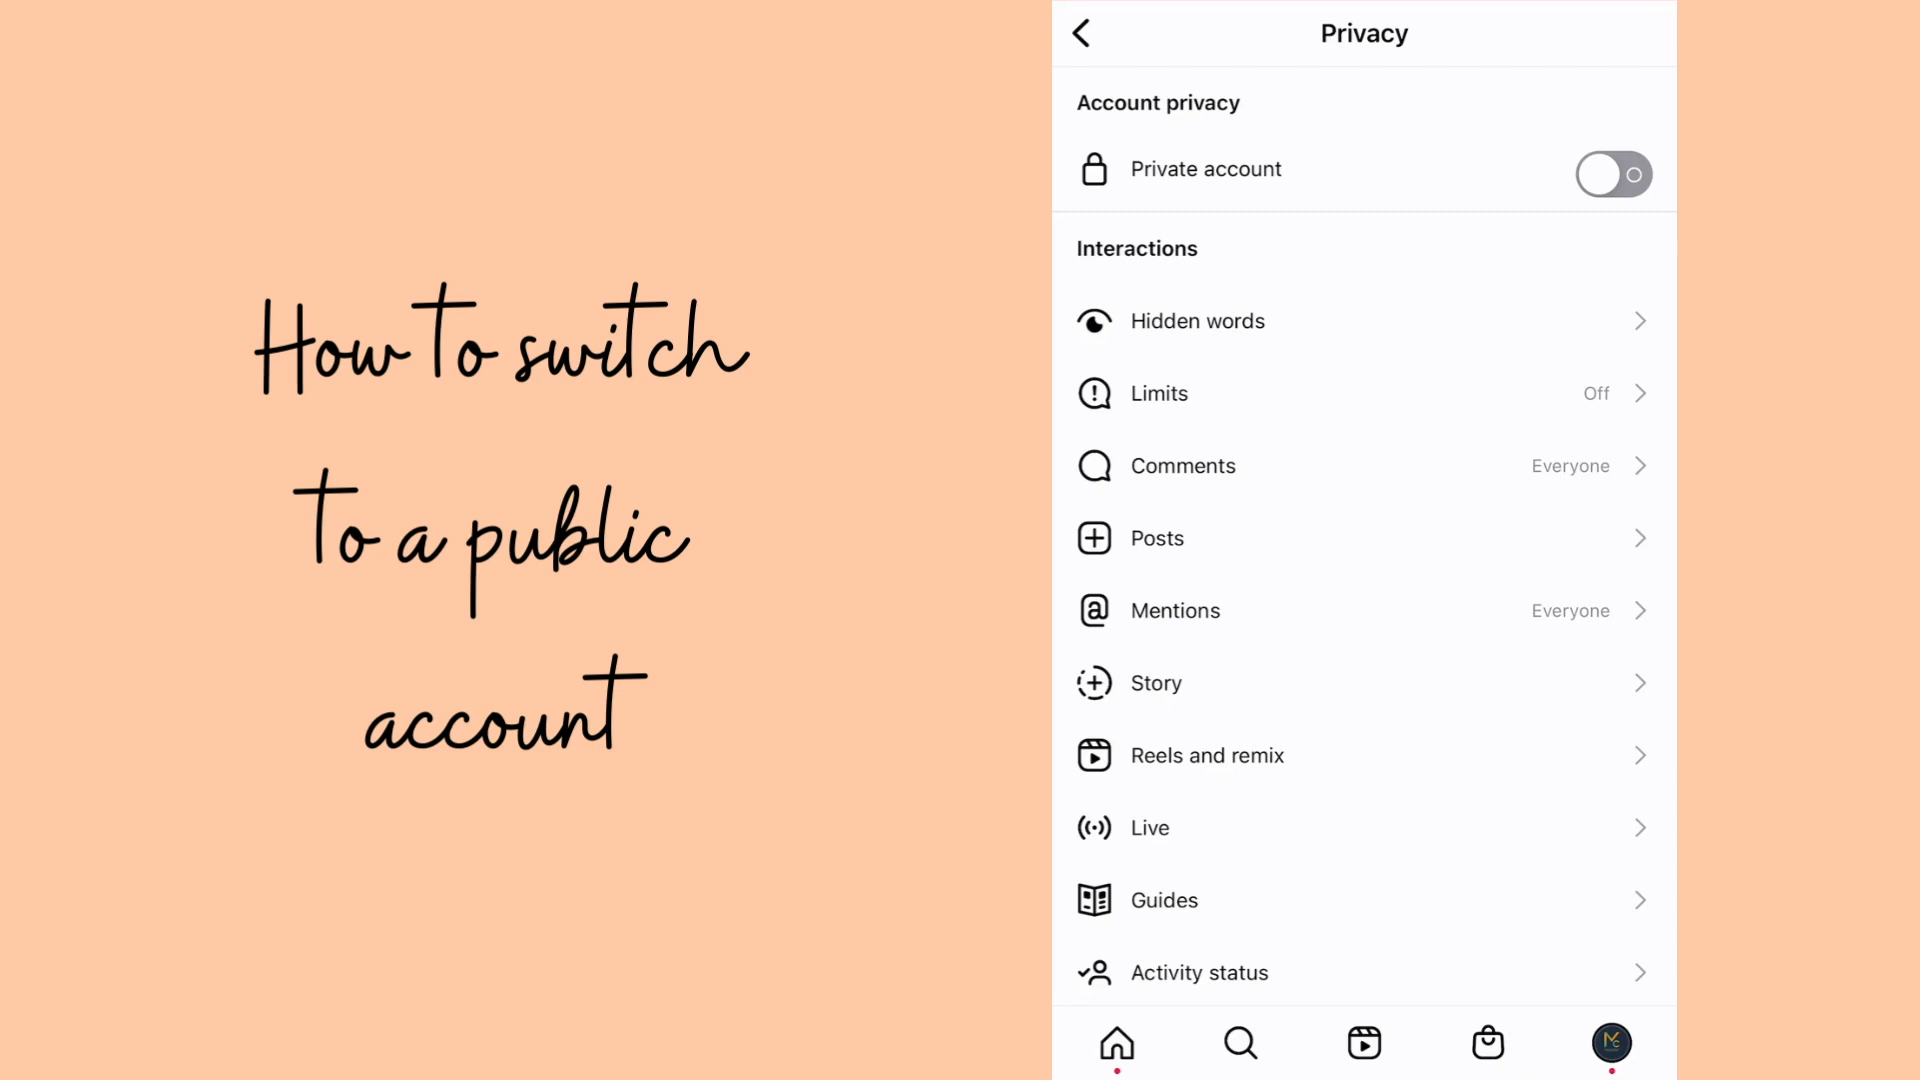 How to switch
to a public
account
Privacy
Account privacy
Private account
Interactions
Hidden words
Limits Off
Comments Everyone
Posts
Mentions Everyone
Story
Reels and remix
Live
Guides
Activity status